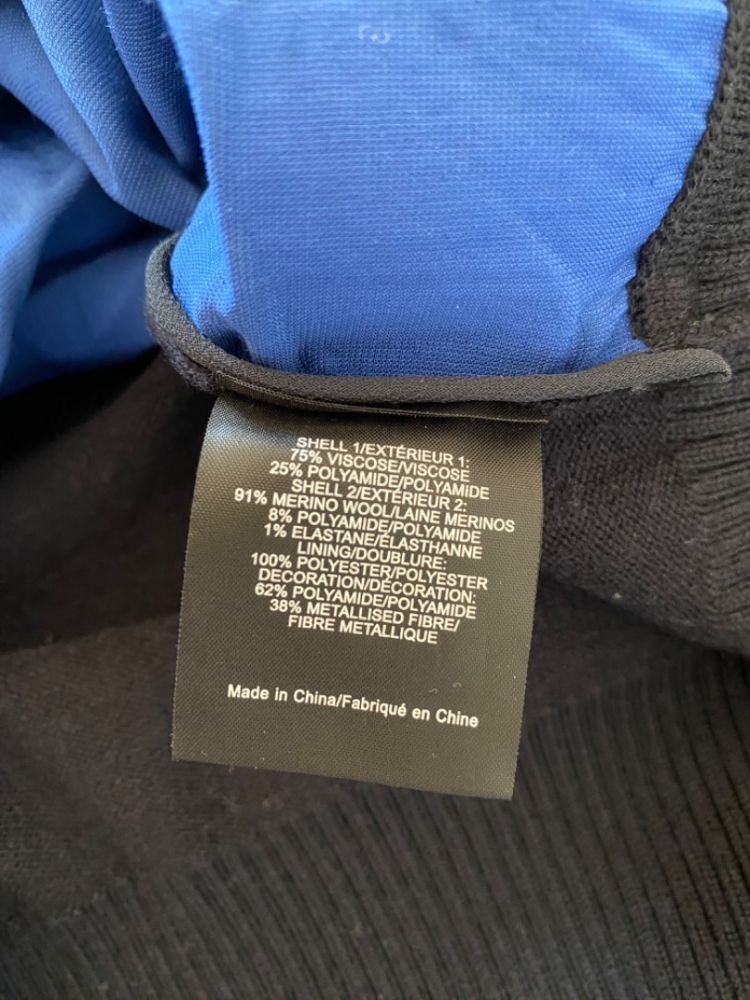 SHELL 1/EXTÉRIEUR 1:
75% VISCOSE/VISCOSE
25% POLYAMIDE/POLYAMIDE
SHELL 2/EXTÉRIEUR 2:
91% MERINO WOOL/LAINE MERINOS
8% POLYAMIDE/POLYAMIDE
1% ELASTANE/ÉLASTHANNE
LINING/DOUBLURE:
100% POLYESTER/POLYESTER
DECORATION/DÉCORATION:
62% POLYAMIDE/POLYAMIDE
38% METALLISED FIBRE/
FIBRE METALLIQUE
Made in China/Fabriqué en Chine